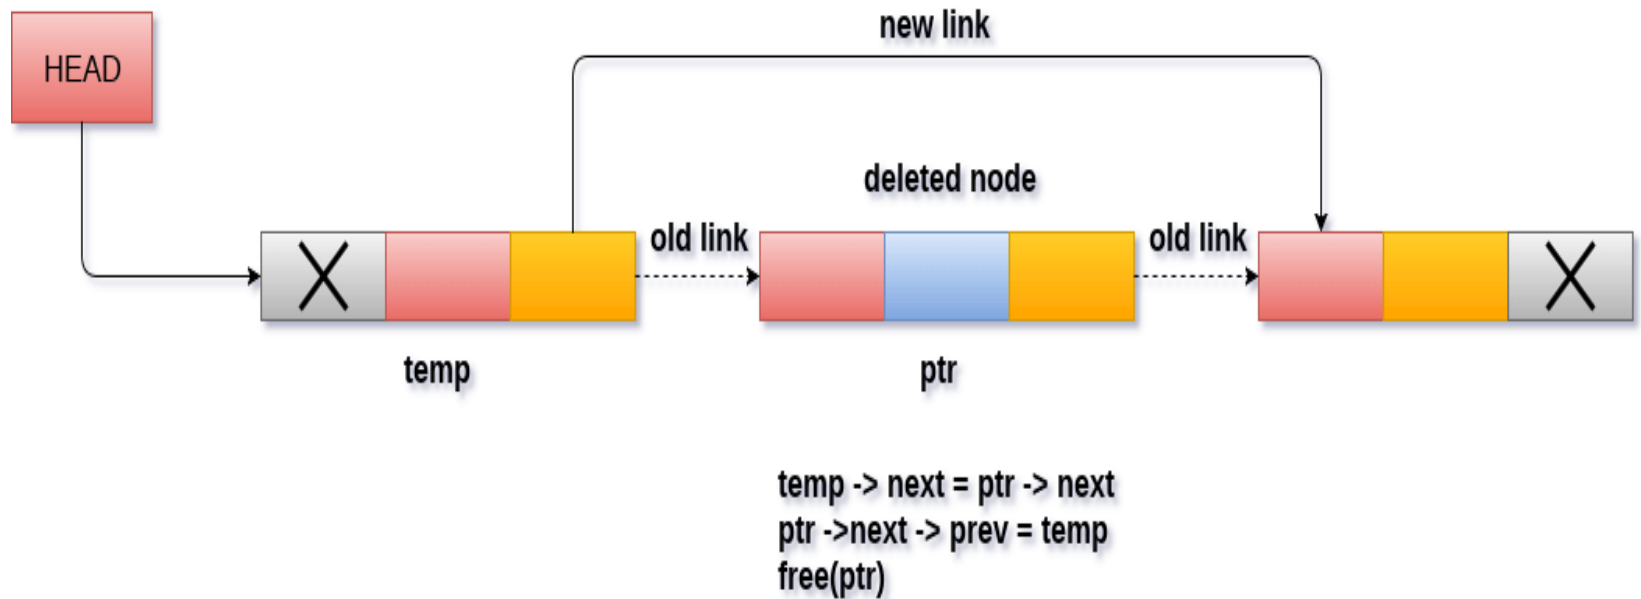 new link
HEAD
deleted node
old link
old link
X
X
temp
ptr
temp -> next = ptr -> next
ptr ->next -> prev = temp
free(ptr)